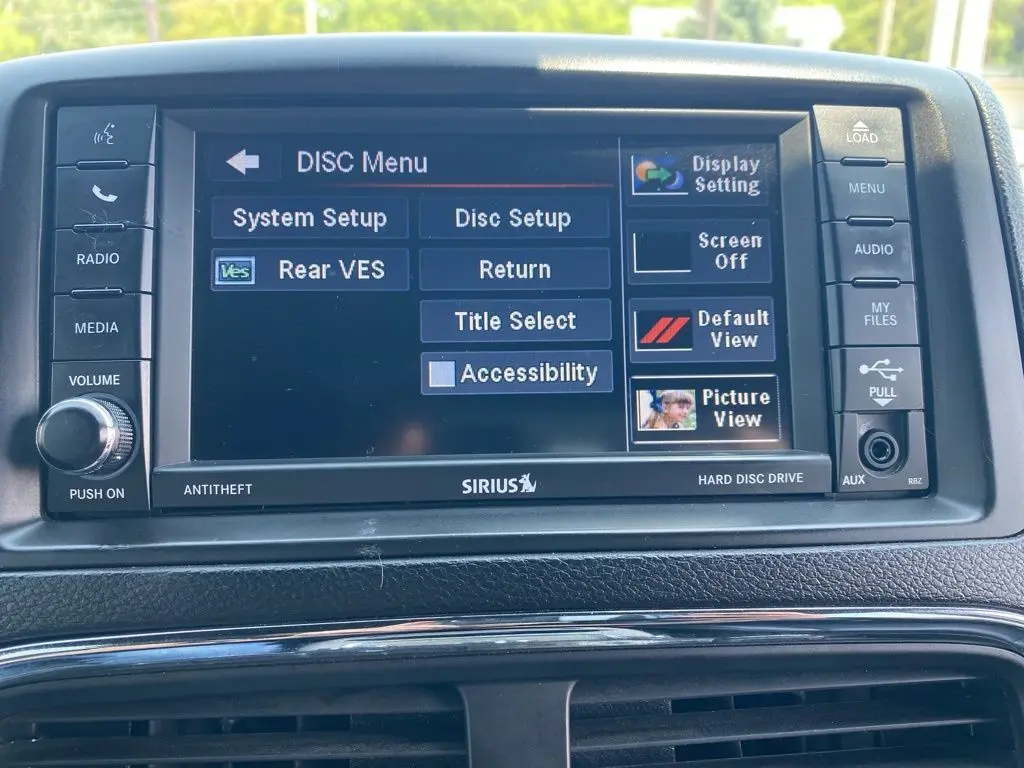 DISC Menu
System Setup
Disc Setup
Ves
Rear VES
Return
Title Select
Accessibility
Display
Setting
Screen
Off
Default
View
Picture
View
RADIO
MEDIA
VOLUME
PUSH ON
LOAD
MENU
AUDIO
MY
FILES
PULL
AUX
RBZ
ANTITHEFT
SIRIUS
HARD DISC DRIVE